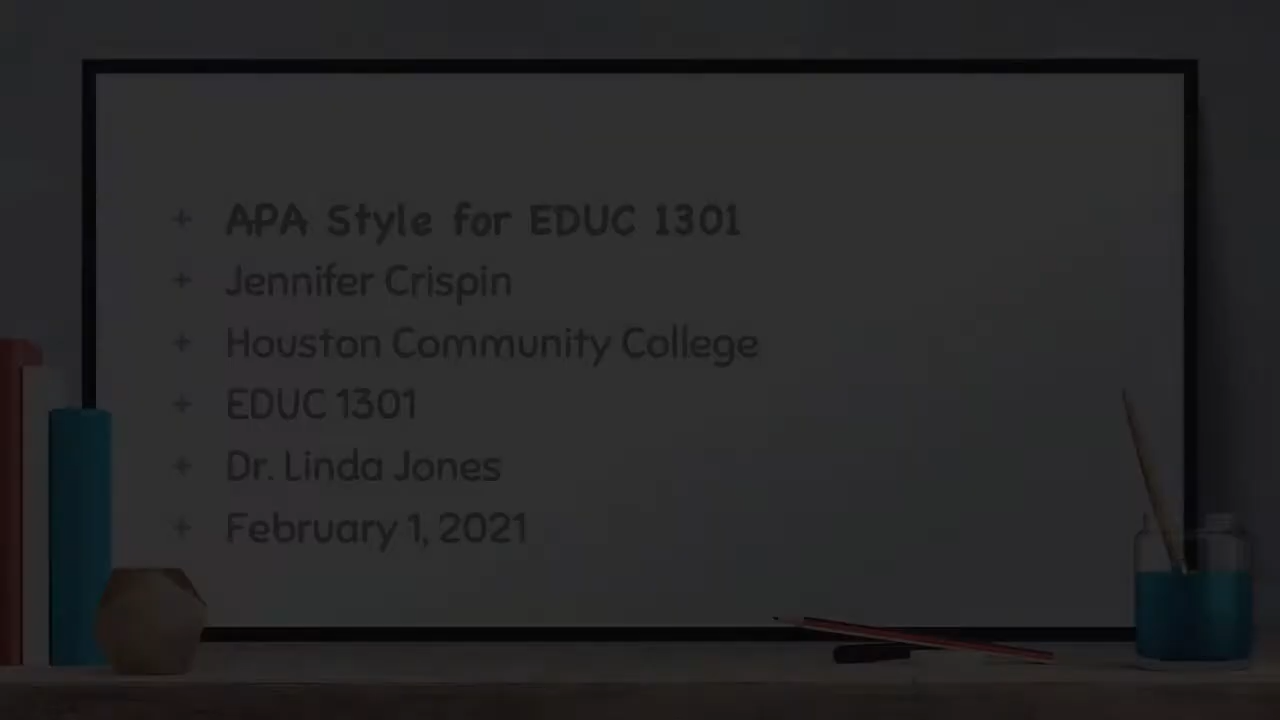 APA Style for EDUC 1301
Jennifer Crispin
Houston Community College
EDUC 1301
Dr. Linda Jones
February 1, 2021